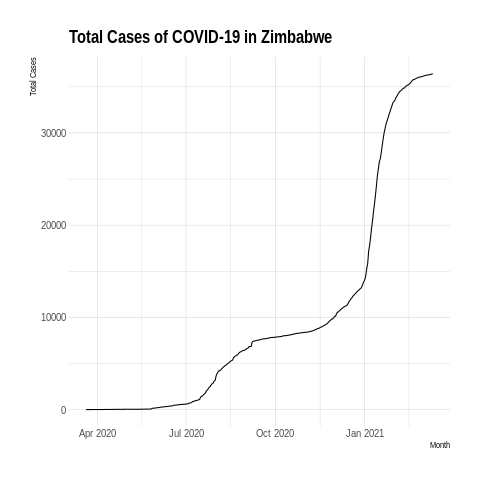 Total Cases of COVID-19 in Zimbabwe
Total Cases
30000
20000
10000
0
Apr 2020 Jul 2020 Oct 2020 Jan 2021
Month